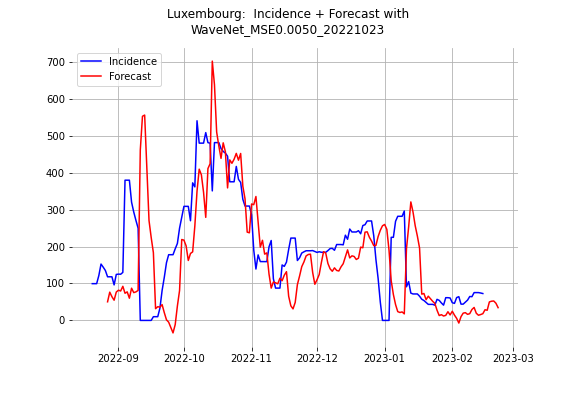 Luxembourg:  Incidence + Forecast with
WaveNet_MSE0.0050_20221023
Incidence
Forecast
700
600
500
400
300
200
100
0
2022-09 2022-10 2022-11 2022-12 2023-01 2023-02 2023-03